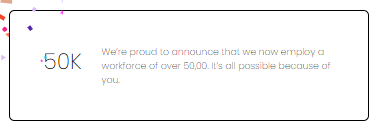 50K
We're proud to announce that we now employ a
workforce of over 50,00. It's all possible because of
you.